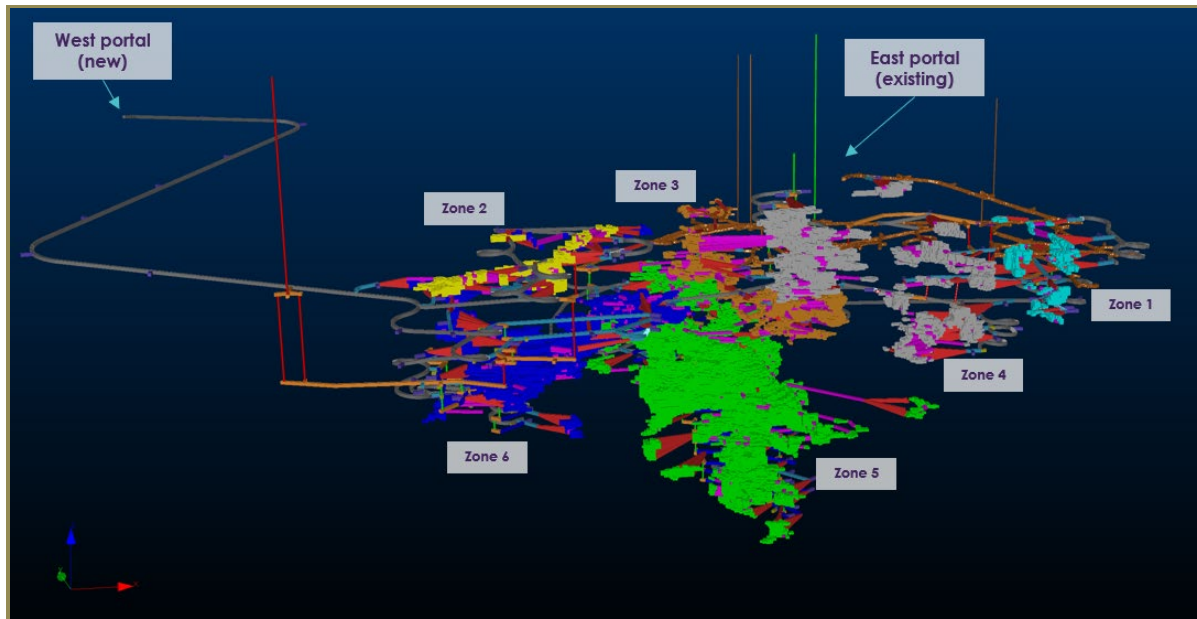 West portal
(new)
East portal
(existing)
Zone 3
Zone 2
Zone 1
Zone 4
Zone 6
Zone 5